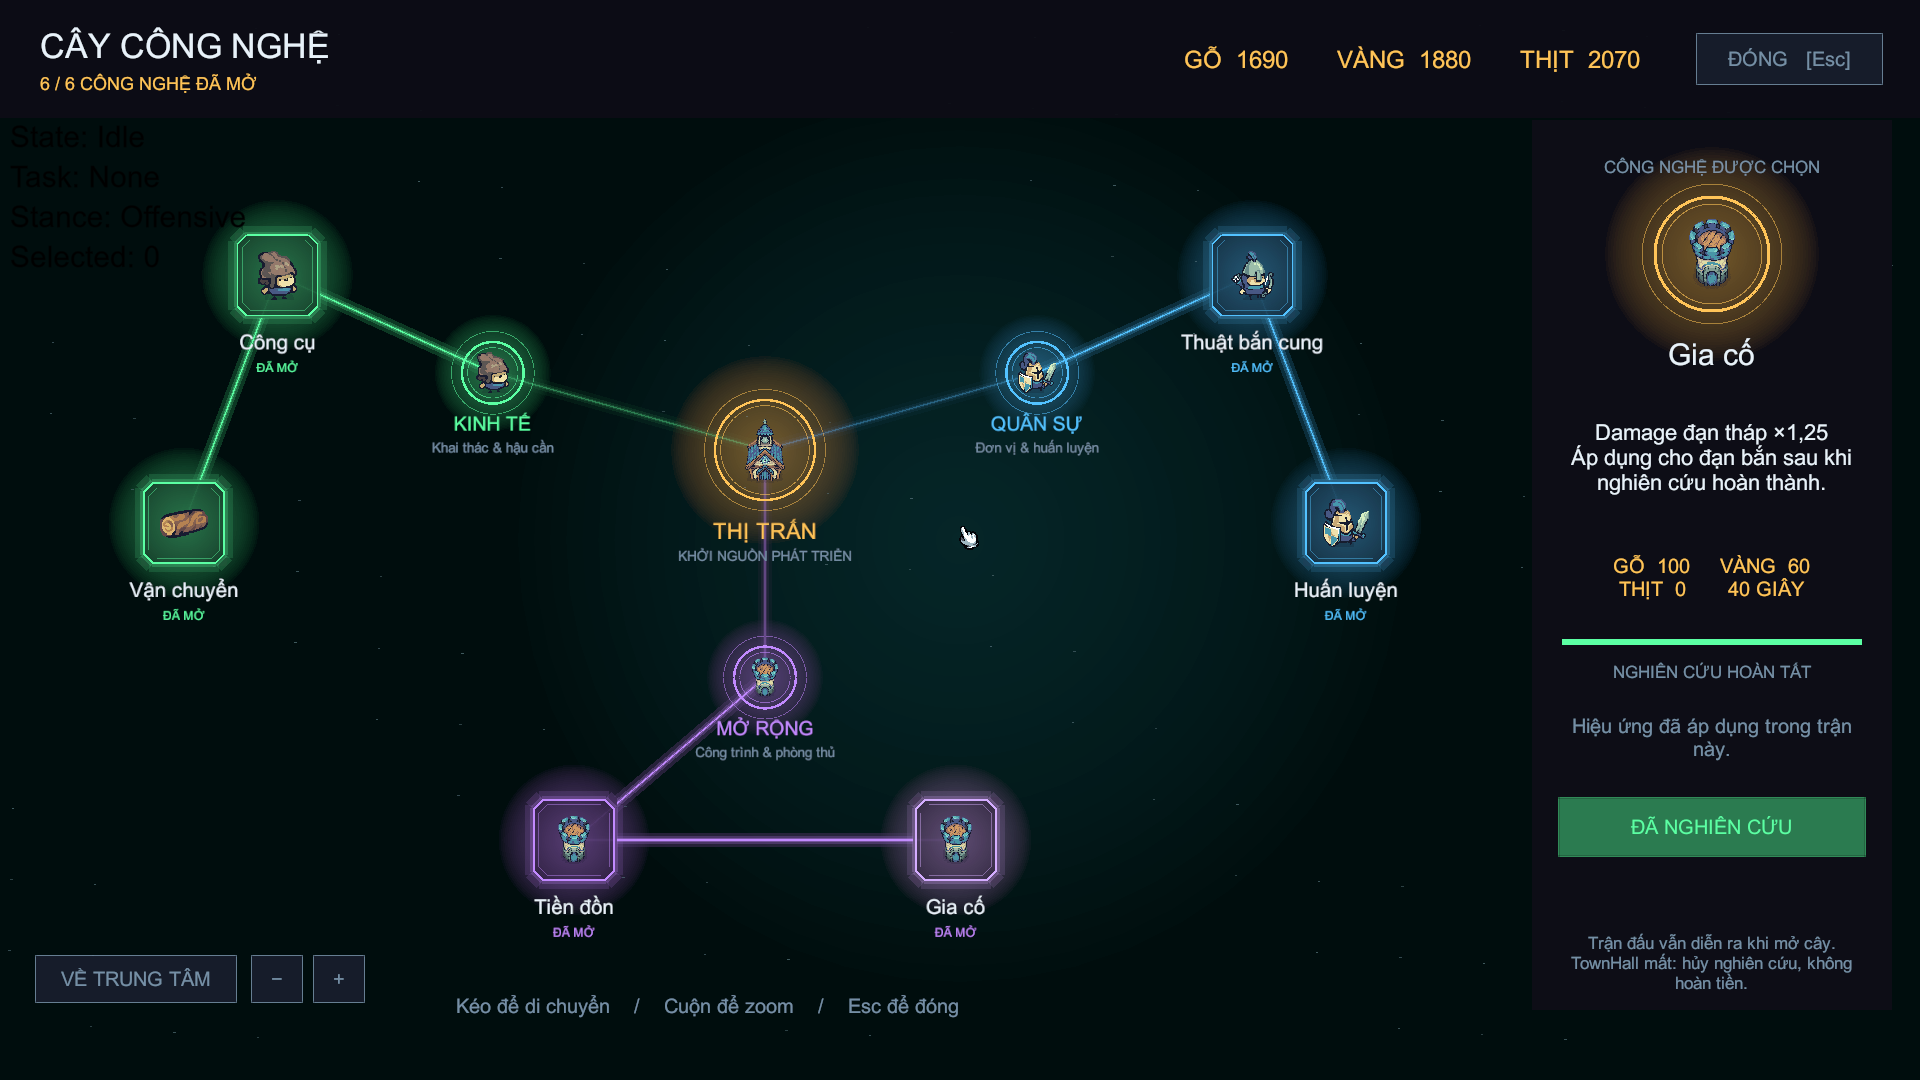 CÂY CÔNG NGHỆ
6 / 6 CÔNG NGHỆ ĐÃ MỞ
GỖ 1690
VÀNG 1880
THỊT 2070
ĐÓNG [Esc]
State: Idle
Task: None
Stance: Offensive
Selected: 0
Công cụ
ĐÃ MỞ
KINH TẾ
Khai thác & hậu cần
Vận chuyển
ĐÃ MỞ
THỊ TRẤN
KHỞI NGUỒN PHÁT TRIỂN
QUÂN SỰ
Đơn vị & huấn luyện
Thuật bắn cung
ĐÃ MỞ
Huấn luyện
ĐÃ MỞ
MỞ RỘNG
Công trình & phòng thủ
Tiền đồn
ĐÃ MỞ
Gia cố
ĐÃ MỞ
CÔNG NGHỆ ĐƯỢC CHỌN
Gia cố
Damage đạn tháp ×1,25
Áp dụng cho đạn bắn sau khi
nghiên cứu hoàn thành.
GỖ 100 VÀNG 60
THỊT 0 40 GIÂY
NGHIÊN CỨU HOÀN TẤT
Hiệu ứng đã áp dụng trong trận
này.
ĐÃ NGHIÊN CỨU
Trận đấu vẫn diễn ra khi mở cây.
TownHall mất: hủy nghiên cứu, không
hoàn tiền.
VỀ TRUNG TÂM
−
+
Kéo để di chuyển / Cuộn để zoom / Esc để đóng